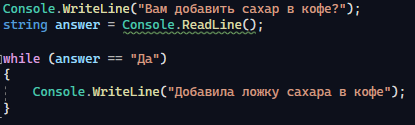 Console.WriteLine("Вам добавить сахар в кофе?");
string answer = Console.ReadLine();
while (answer == "Да")
{
Console.WriteLine("Добавила ложку сахара в кофе");
}